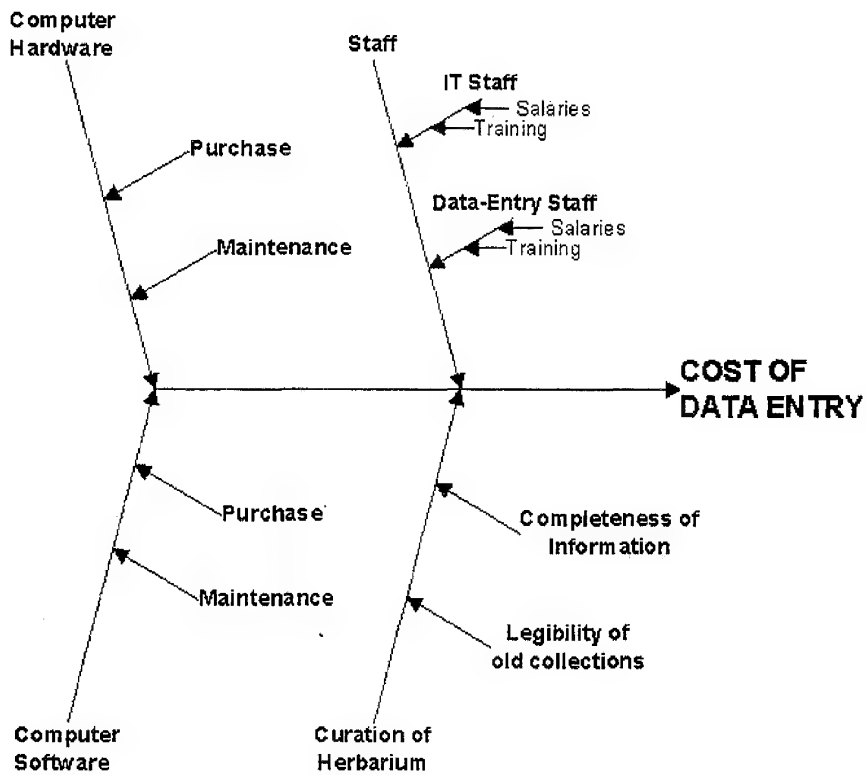 Computer
Hardware
Staff
IT Staff
Salaries
Training
Purchase
Data-Entry Staff
Salaries
Training
Maintenance
COST OF
DATA ENTRY
Purchase
Completeness of
Information
Maintenance
Legibility of
old collections
Computer
Software
Curation of
Herbarium